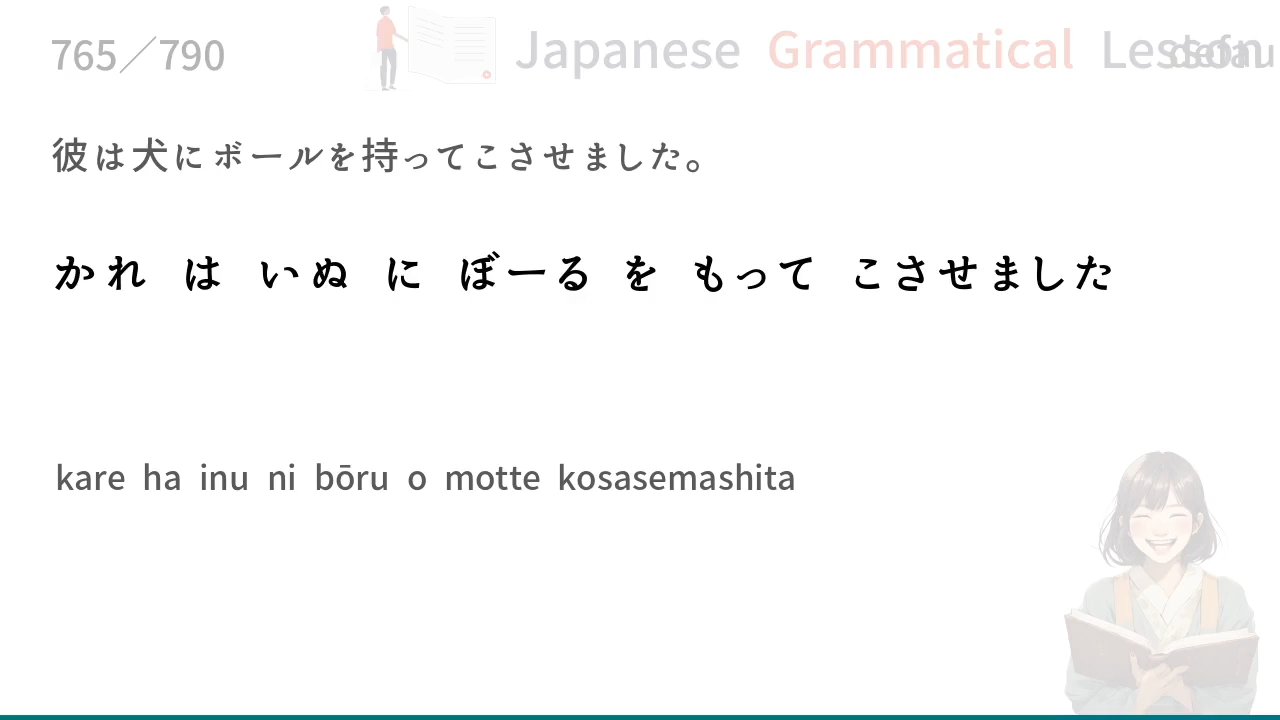 765／790
Japanese Grammatical Lesson
彼は犬にボールを持ってこさせました。
かれ は いぬ に ぼーる を もって こさせました
kare ha inu ni bōru o motte kosasemashita